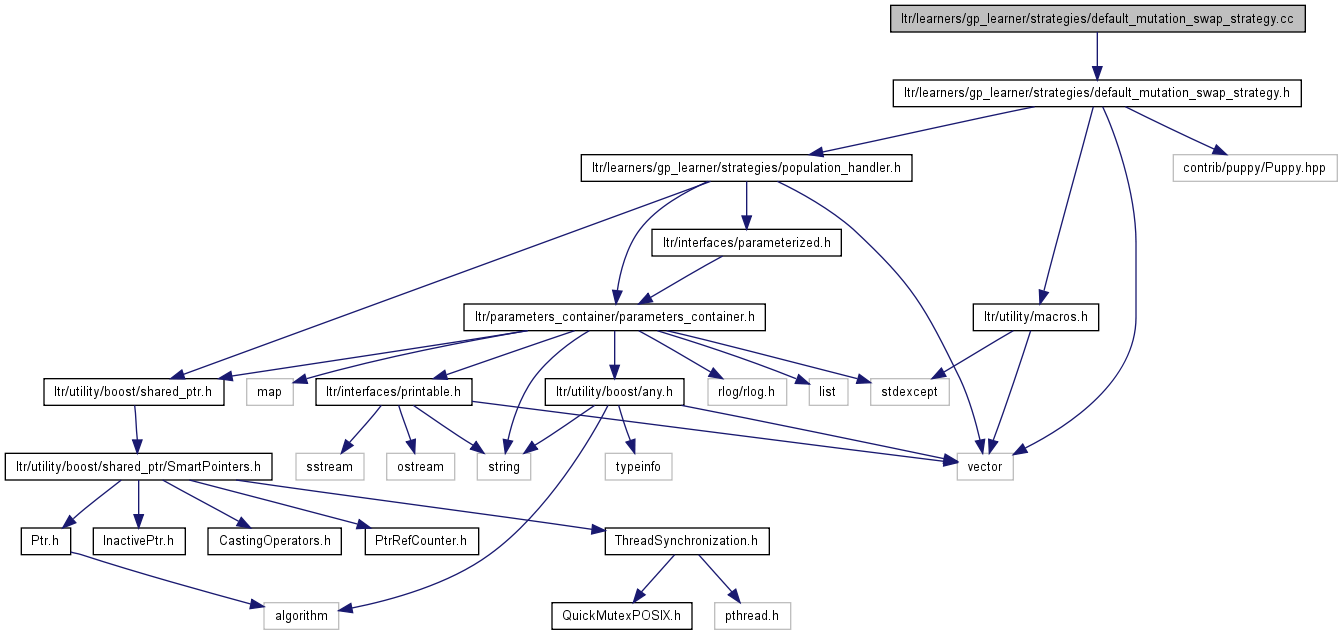 ltr/learners/gp_learner/strategies/default_mutation_swap_strategy.cc
ltr/learners/gp_learner/strategies/default_mutation_swap_strategy.h
ltr/learners/gp_learner/strategies/population_handler.h
contrib/puppy/Puppy.hpp
ltr/interfaces/parameterized.h
ltr/parameters_container/parameters_container.h
ltr/utility/macros.h
ltr/utility/boost/shared_ptr.h
map
ltr/interfaces/printable.h
ltr/utility/boost/any.h
rlog/rlog.h
list
stdexcept
ltr/utility/boost/shared_ptr/SmartPointers.h
sstream
ostream
string
typeinfo
vector
Ptr.h
InactivePtr.h
CastingOperators.h
PtrRefCounter.h
ThreadSynchronization.h
algorithm
QuickMutexPOSIX.h
pthread.h